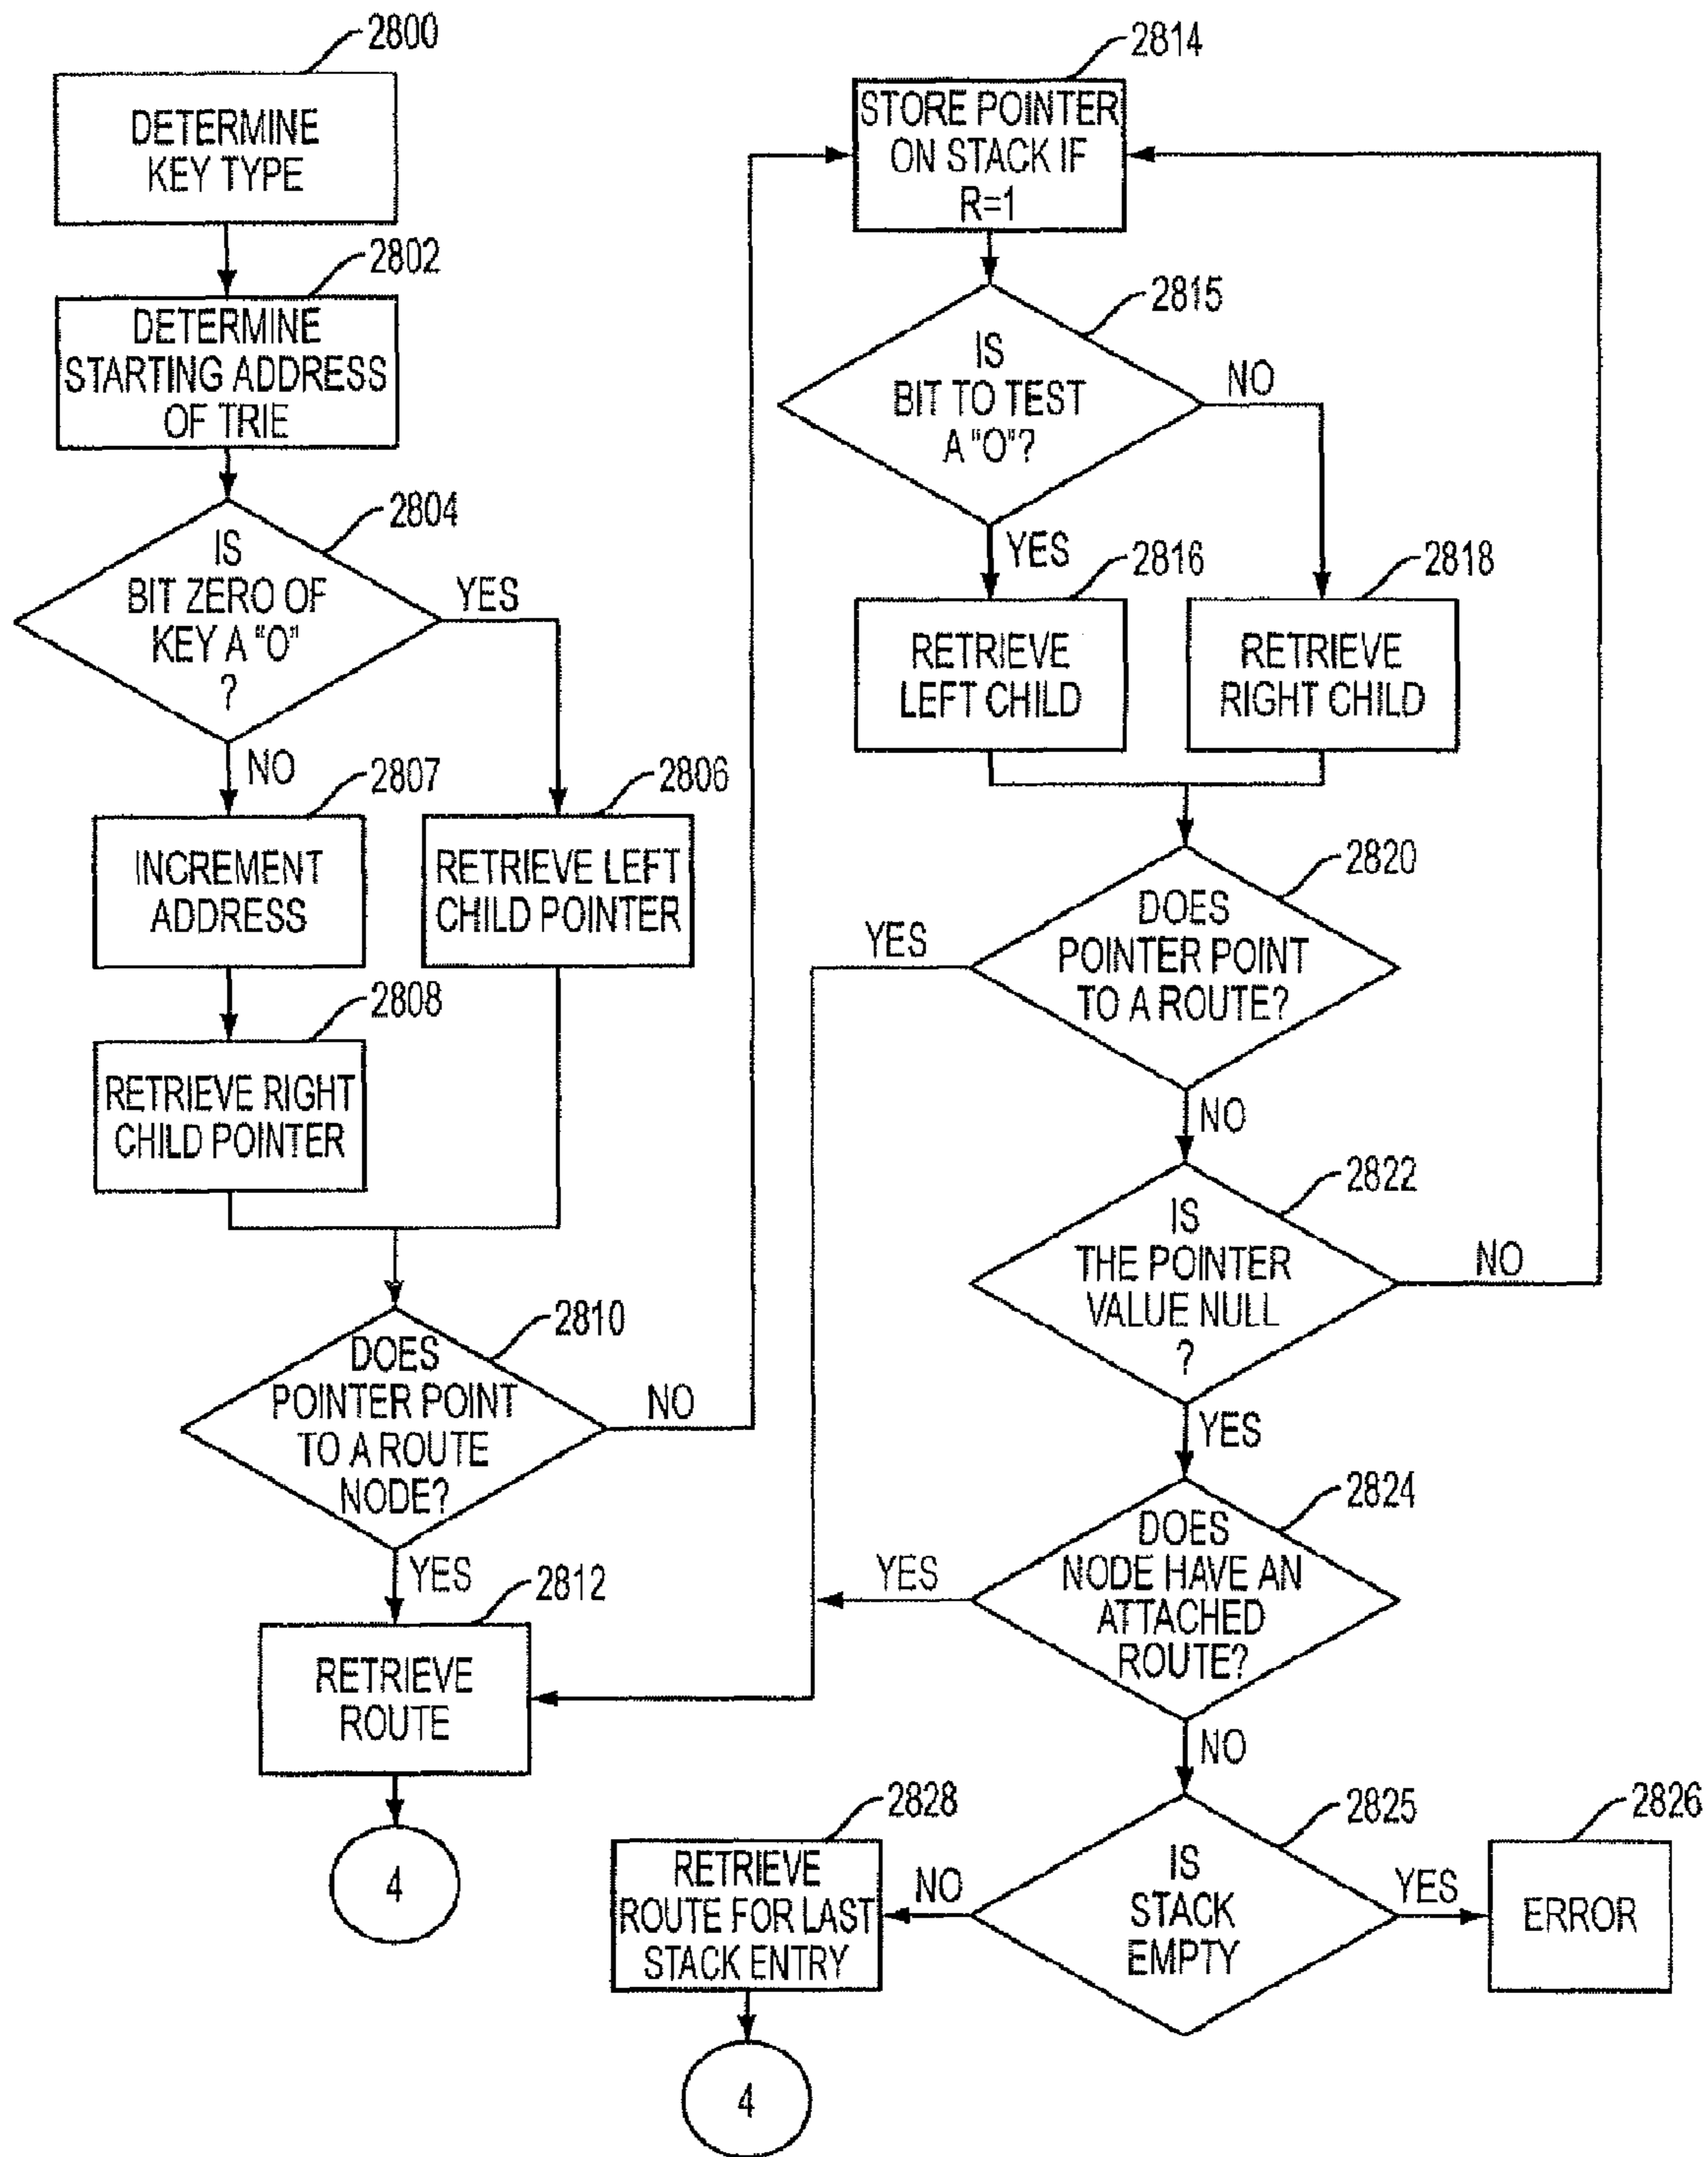 2800
DETERMINE
KEY TYPE
2802
DETERMINE
STARTING ADDRESS
OF TRIE
2804
IS
BIT ZERO OF
KEY A "O"
?
YES
NO
2807
INCREMENT
ADDRESS
2806
RETRIEVE LEFT
CHILD POINTER
2808
RETRIEVE RIGHT
CHILD POINTER
2810
DOES
POINTER POINT
TO A ROUTE
NODE?
NO
YES
2812
RETRIEVE
ROUTE
4
2814
STORE POINTER
ON STACK IF
R=1
2815
IS
BIT TO TEST
A "O"?
NO
YES
2816
RETRIEVE
LEFT CHILD
2818
RETRIEVE
RIGHT CHILD
2820
DOES
POINTER POINT
TO A ROUTE?
YES
NO
2822
IS
THE POINTER
VALUE NULL
?
NO
YES
2824
DOES
NODE HAVE AN
ATTACHED
ROUTE?
YES
NO
2825
IS
STACK
EMPTY
YES
2826
ERROR
NO
2828
RETRIEVE
ROUTE FOR LAST
STACK ENTRY
4